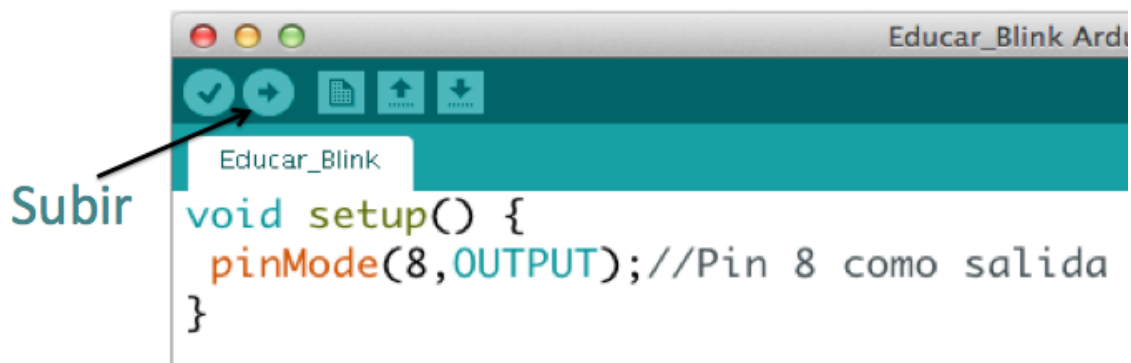 Educar_Blink Ardu
Educar_Blink
Subir
void setup() {
pinMode(8,OUTPUT);//Pin 8 como salida
}